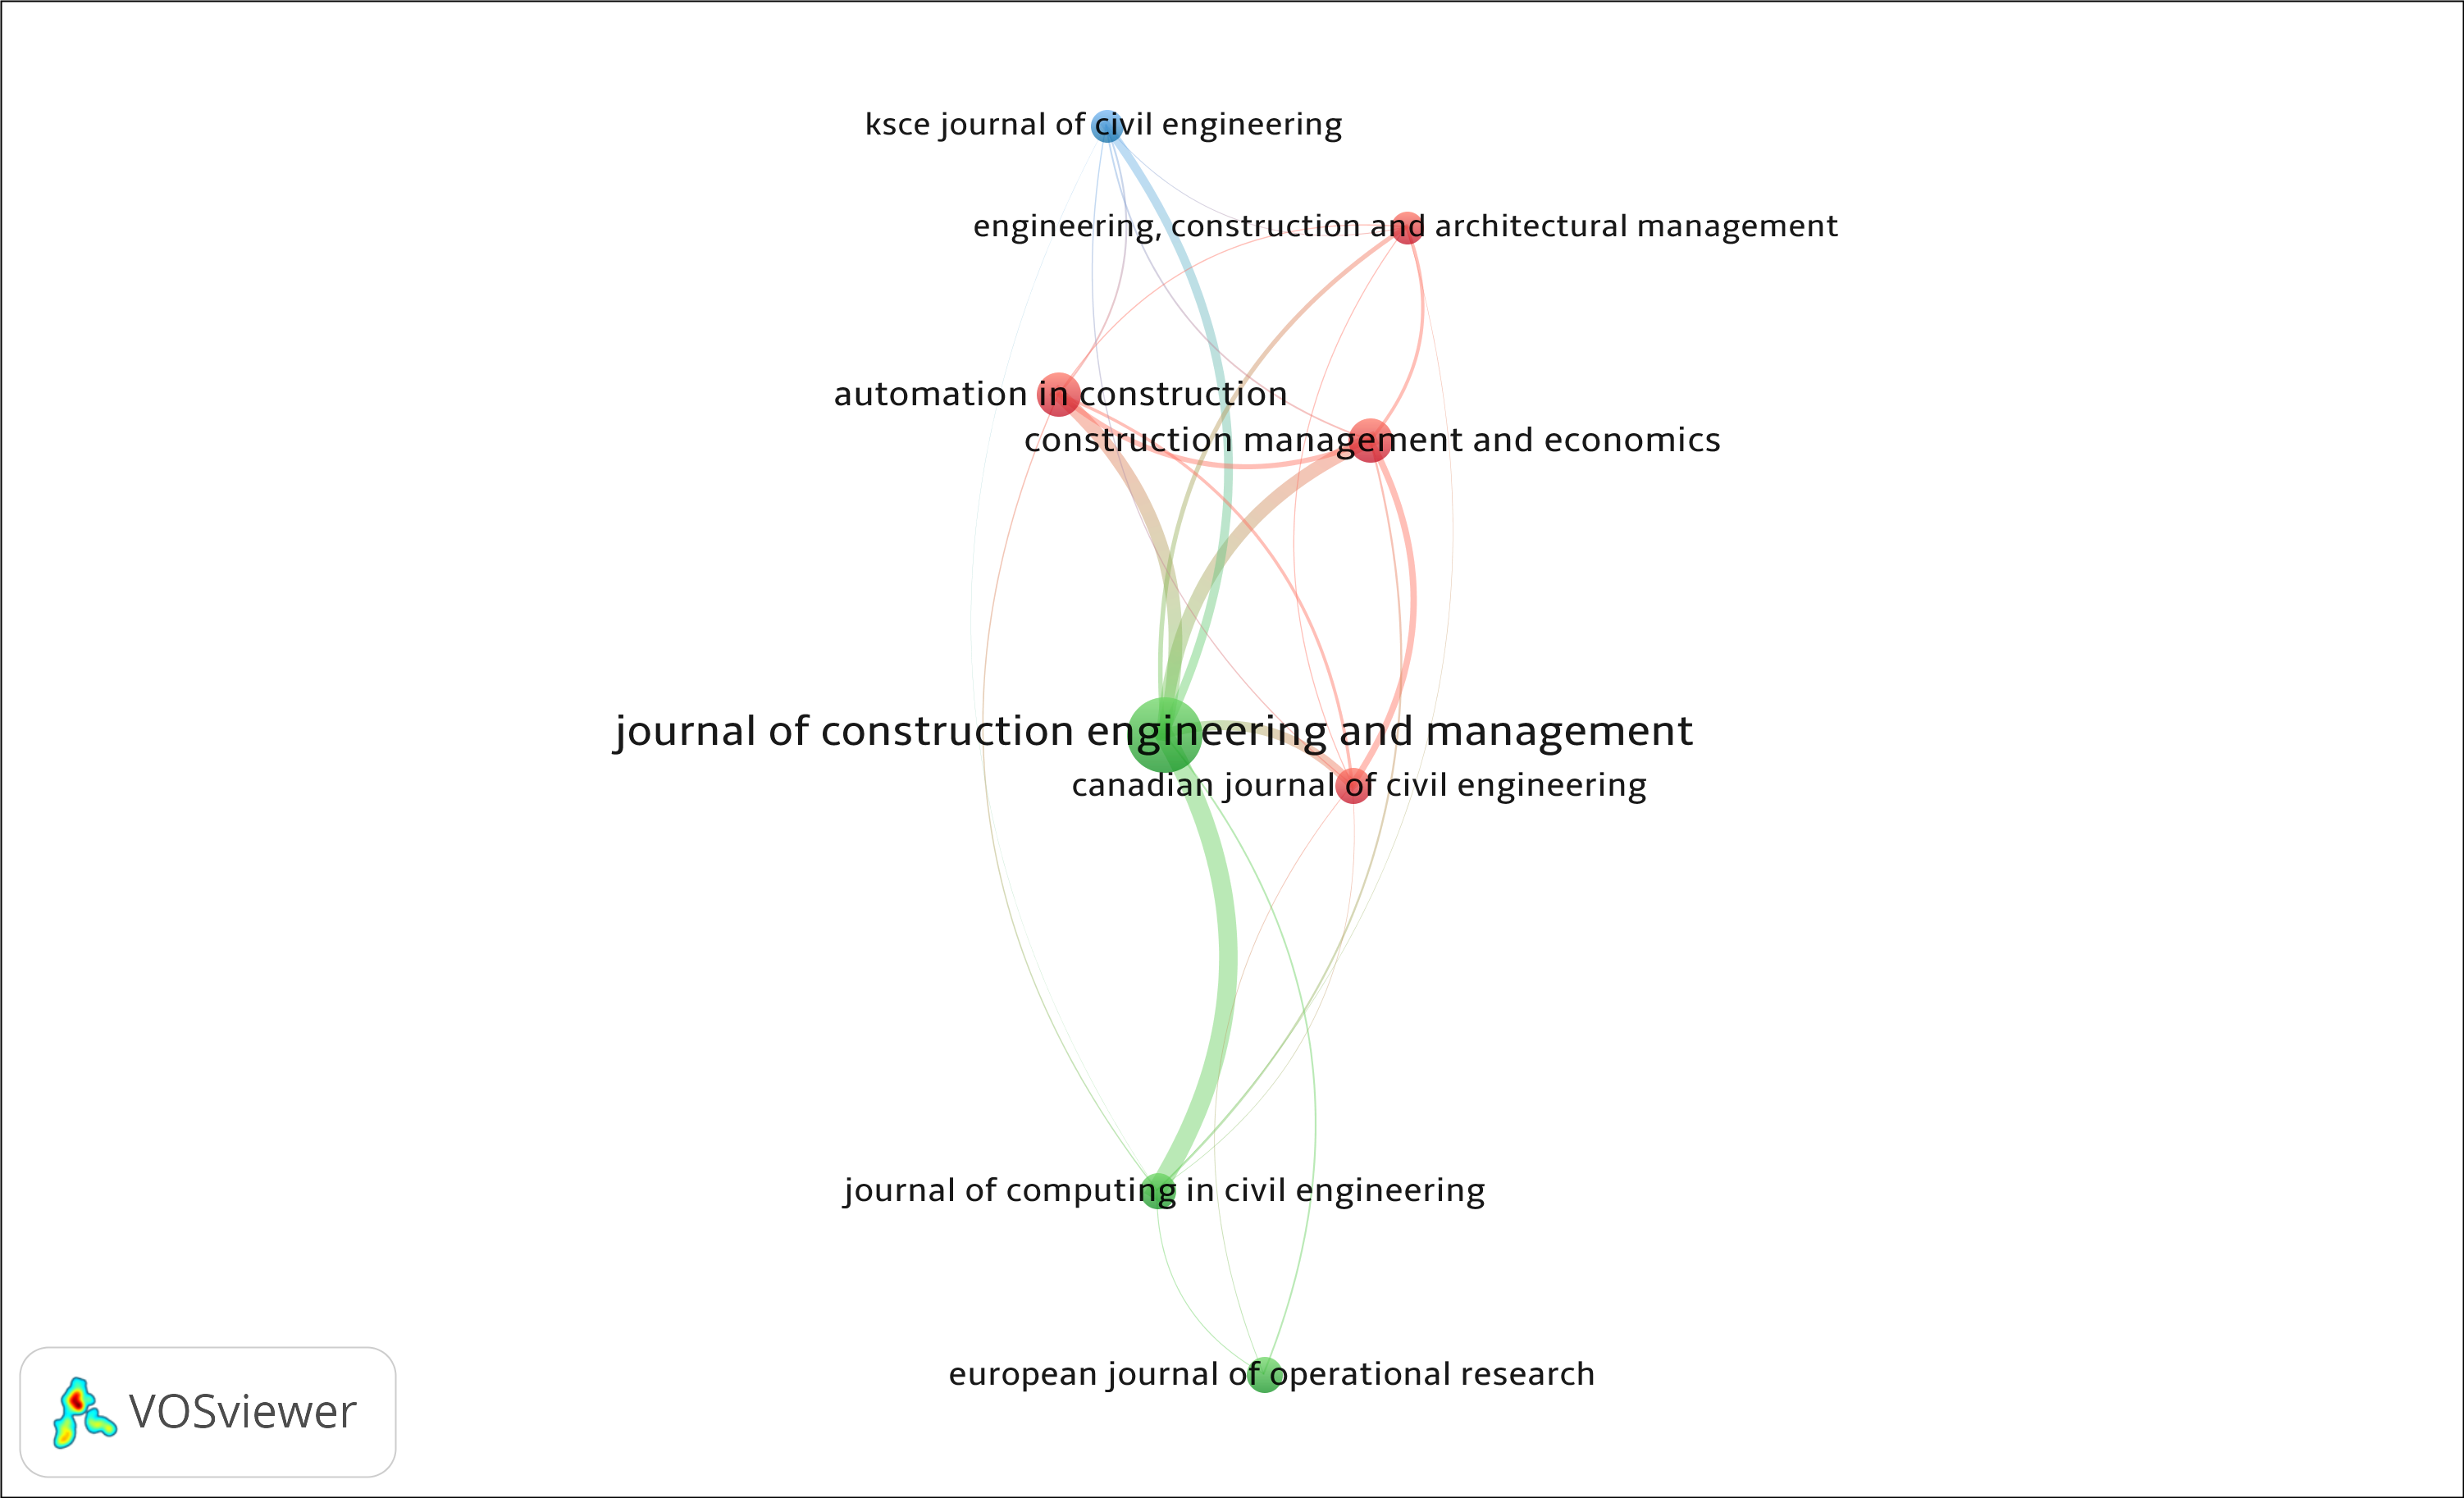 ksce journal of civil engineering
engineering, construction and architectural management
automation in construction
construction management and economics
journal of construction engineering and management
canadian journal of civil engineering
journal of computing in civil engineering
european journal of operational research
VOSviewer